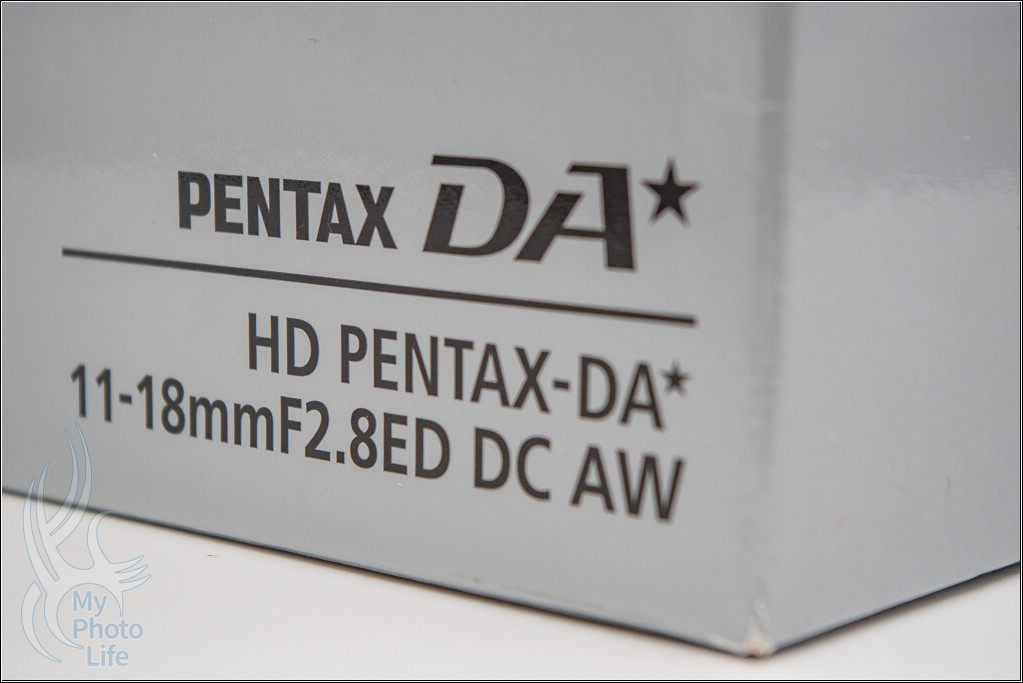 PENTAX DA★
HD PENTAX-DA★
11-18mmF2.8ED DC AW
My
Photo
Life